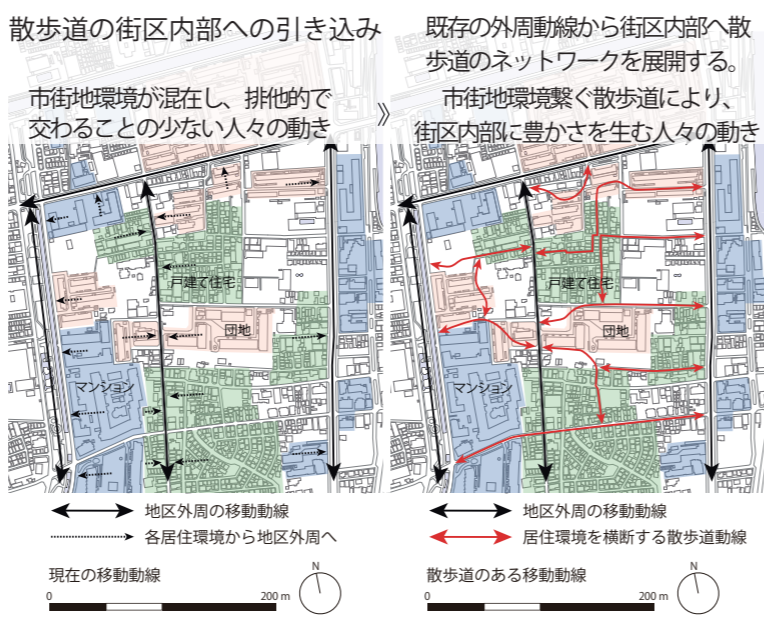 散歩道の街区内部への引き込み
市街地環境が混在し、排他的で
交わることの少ない人々の動き
》
既存の外周動線から街区内部へ散
歩道のネットワークを展開する。
市街地環境繋ぐ散歩道により、
街区内部に豊かさを生む人々の動き
戸建て住宅
団地
マンション
地区外周の移動動線
各居住環境から地区外周へ
現在の移動動線
0
200 m
N
戸建て住宅
団地
マンション
地区外周の移動動線
居住環境を横断する散歩道動線
散歩道のある移動動線
0
200 m
N